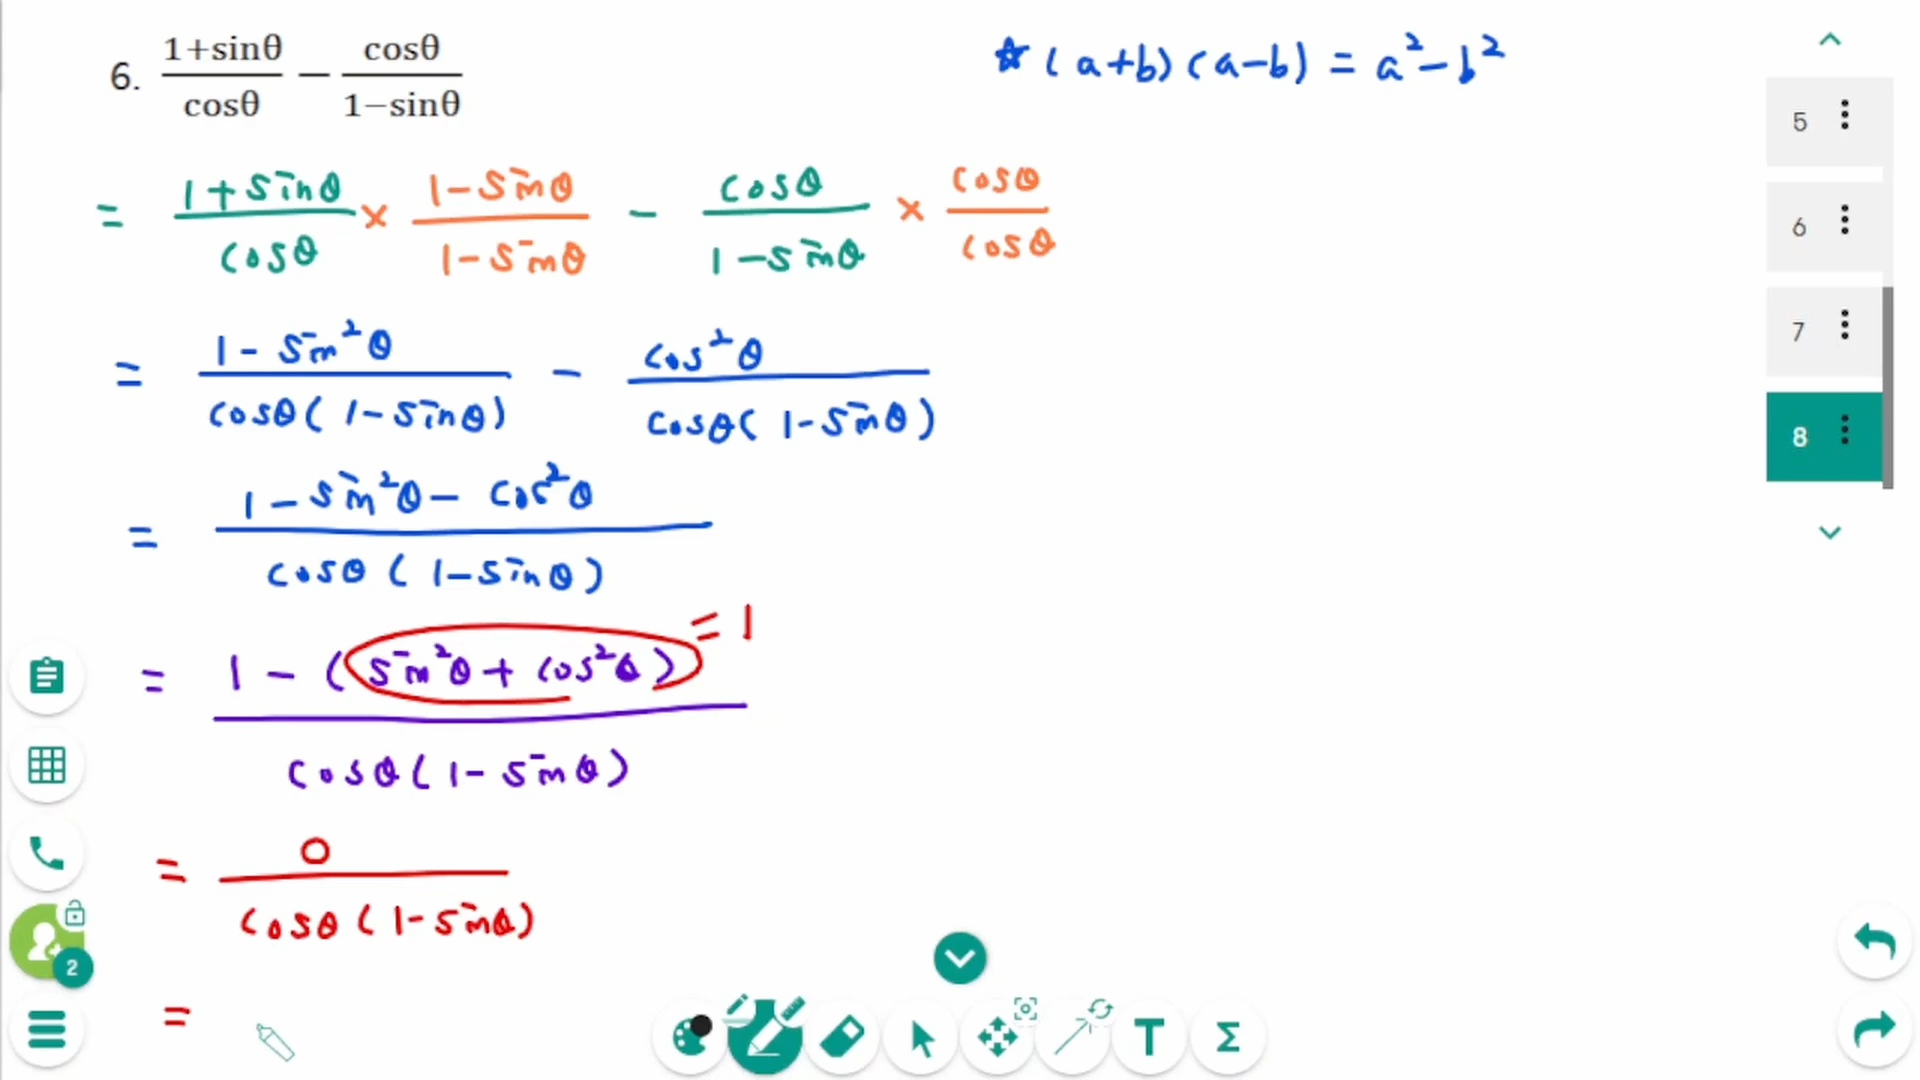 6. (1+sinθ)/cosθ − cosθ/(1−sinθ)
☆ (a+b)(a−b) = a² − b²
= (1+sinθ)/cosθ × (1−sinθ)/(1−sinθ) − cosθ/(1−sinθ) × cosθ/cosθ
= (1−sin²θ)/(cosθ(1−sinθ)) − cos²θ/(cosθ(1−sinθ))
= (1−sin²θ−cos²θ)/(cosθ(1−sinθ))
= (1−(sin²θ+cos²θ))/(cosθ(1−sinθ))
= 1
= 0/(cosθ(1−sinθ))
=
5
6
7
8
2
T
Σ